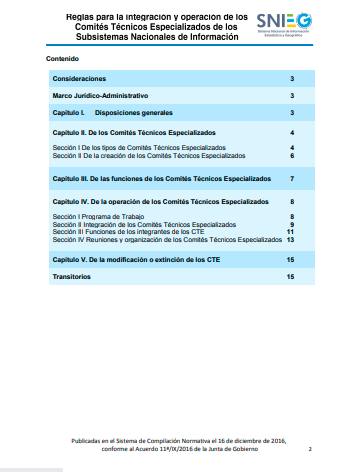 Reglas para la integración y operación de los
Comités Técnicos Especializados de los
Subsistemas Nacionales de Información
SNIEG
Sistema Nacional de Información
Estadística y Geográfica
Contenido
Consideraciones 3
Marco Jurídico-Administrativo 3
Capítulo I. Disposiciones generales 3
Capítulo II. De los Comités Técnicos Especializados 4
Sección I De los tipos de Comités Técnicos Especializados 4
Sección II De la creación de los Comités Técnicos Especializados 6
Capítulo III. De las funciones de los Comités Técnicos Especializados 7
Capítulo IV. De la operación de los Comités Técnicos Especializados 8
Sección I Programa de Trabajo 8
Sección II Integración de los Comités Técnicos Especializados 9
Sección III Funciones de los integrantes de los CTE 11
Sección IV Reuniones y organización de los Comités Técnicos Especializados 13
Capítulo V. De la modificación o extinción de los CTE 15
Transitorios 15
Publicadas en el Sistema de Compilación Normativa el 16 de diciembre de 2016,
conforme al Acuerdo 11ª/IX/2016 de la Junta de Gobierno
2